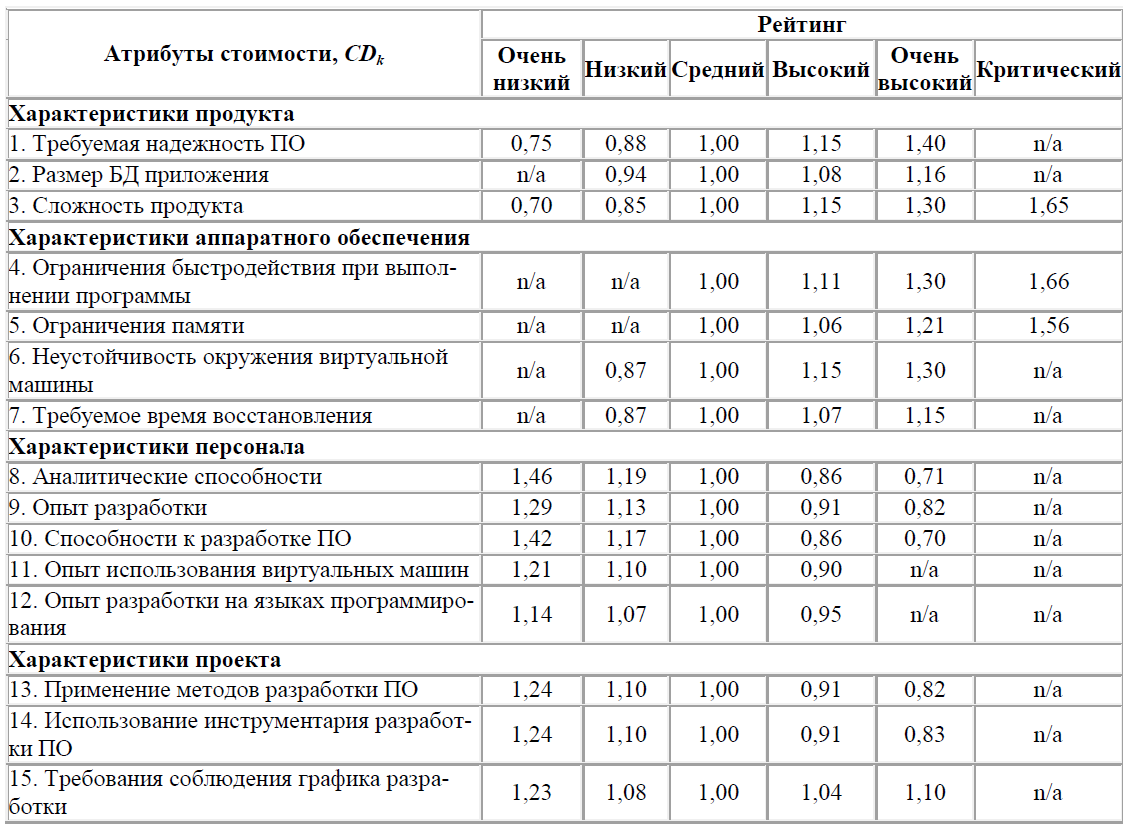 Атрибуты стоимости, CDk
Рейтинг
Очень низкий Низкий Средний Высокий Очень высокий Критический
Характеристики продукта
1. Требуемая надежность ПО 0,75 0,88 1,00 1,15 1,40 n/a
2. Размер БД приложения n/a 0,94 1,00 1,08 1,16 n/a
3. Сложность продукта 0,70 0,85 1,00 1,15 1,30 1,65
Характеристики аппаратного обеспечения
4. Ограничения быстродействия при выпол-
нении программы n/a n/a 1,00 1,11 1,30 1,66
5. Ограничения памяти n/a n/a 1,00 1,06 1,21 1,56
6. Неустойчивость окружения виртуальной
машины n/a 0,87 1,00 1,15 1,30 n/a
7. Требуемое время восстановления n/a 0,87 1,00 1,07 1,15 n/a
Характеристики персонала
8. Аналитические способности 1,46 1,19 1,00 0,86 0,71 n/a
9. Опыт разработки 1,29 1,13 1,00 0,91 0,82 n/a
10. Способности к разработке ПО 1,42 1,17 1,00 0,86 0,70 n/a
11. Опыт использования виртуальных машин 1,21 1,10 1,00 0,90 n/a n/a
12. Опыт разработки на языках программиро-
вания 1,14 1,07 1,00 0,95 n/a n/a
Характеристики проекта
13. Применение методов разработки ПО 1,24 1,10 1,00 0,91 0,82 n/a
14. Использование инструментария разработ-
ки ПО 1,24 1,10 1,00 0,91 0,83 n/a
15. Требования соблюдения графика разра-
ботки 1,23 1,08 1,00 1,04 1,10 n/a